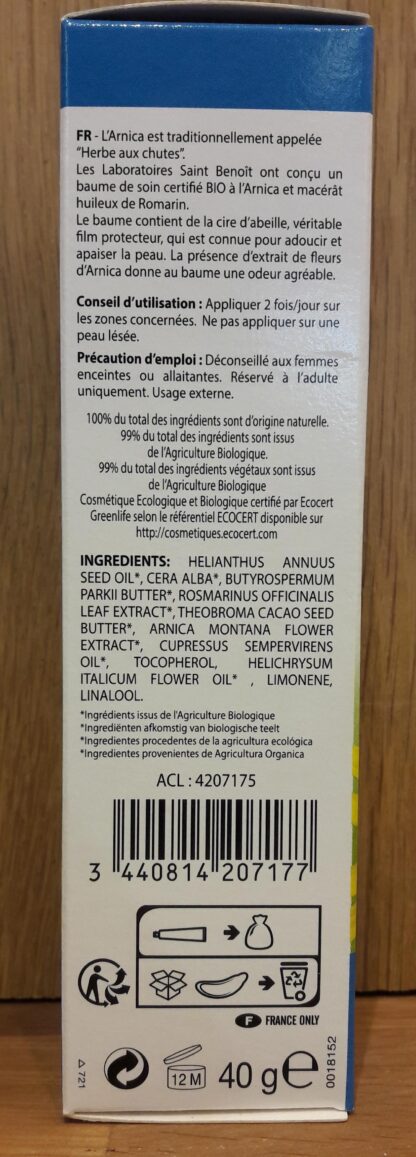 FR - L'Arnica est traditionnellement appelée
"Herbe aux chutes".
Les Laboratoires Saint Benoît ont conçu un
baume de soin certifié BIO à l'Arnica et macérât
huileux de Romarin.
Le baume contient de la cire d'abeille, véritable
film protecteur, qui est connue pour adoucir et
apaiser la peau. La présence d'extrait de fleurs
d'Arnica donne au baume une odeur agréable.
Conseil d'utilisation : Appliquer 2 fois/jour sur
les zones concernées. Ne pas appliquer sur une
peau lésée.
Précaution d'emploi : Déconseillé aux femmes
enceintes ou allaitantes. Réservé à l'adulte
uniquement. Usage externe.
100% du total des ingrédients sont d'origine naturelle.
99% du total des ingrédients sont issus
de l'Agriculture Biologique.
99% du total des ingrédients végétaux sont issus
de l'Agriculture Biologique
Cosmétique Ecologique et Biologique certifié par Ecocert
Greenlife selon le référentiel ECOCERT disponible sur
http://cosmetiques.ecocert.com
INGREDIENTS: HELIANTHUS ANNUUS
SEED OIL*, CERA ALBA*, BUTYROSPERMUM
PARKII BUTTER*, ROSMARINUS OFFICINALIS
LEAF EXTRACT*, THEOBROMA CACAO SEED
BUTTER*, ARNICA MONTANA FLOWER
EXTRACT*, CUPRESSUS SEMPERVIRENS
OIL*, TOCOPHEROL, HELICHRYSUM
ITALICUM FLOWER OIL* , LIMONENE,
LINALOOL.
*Ingrédients issus de l'Agriculture Biologique
*Ingrediënten afkomstig van biologische teelt
*Ingredientes procedentes de la agricultura ecológica
*Ingredientes provenientes de Agricultura Organica
ACL : 4207175
3 440814 207177
F FRANCE ONLY
721
12 M
40 g e
0018152